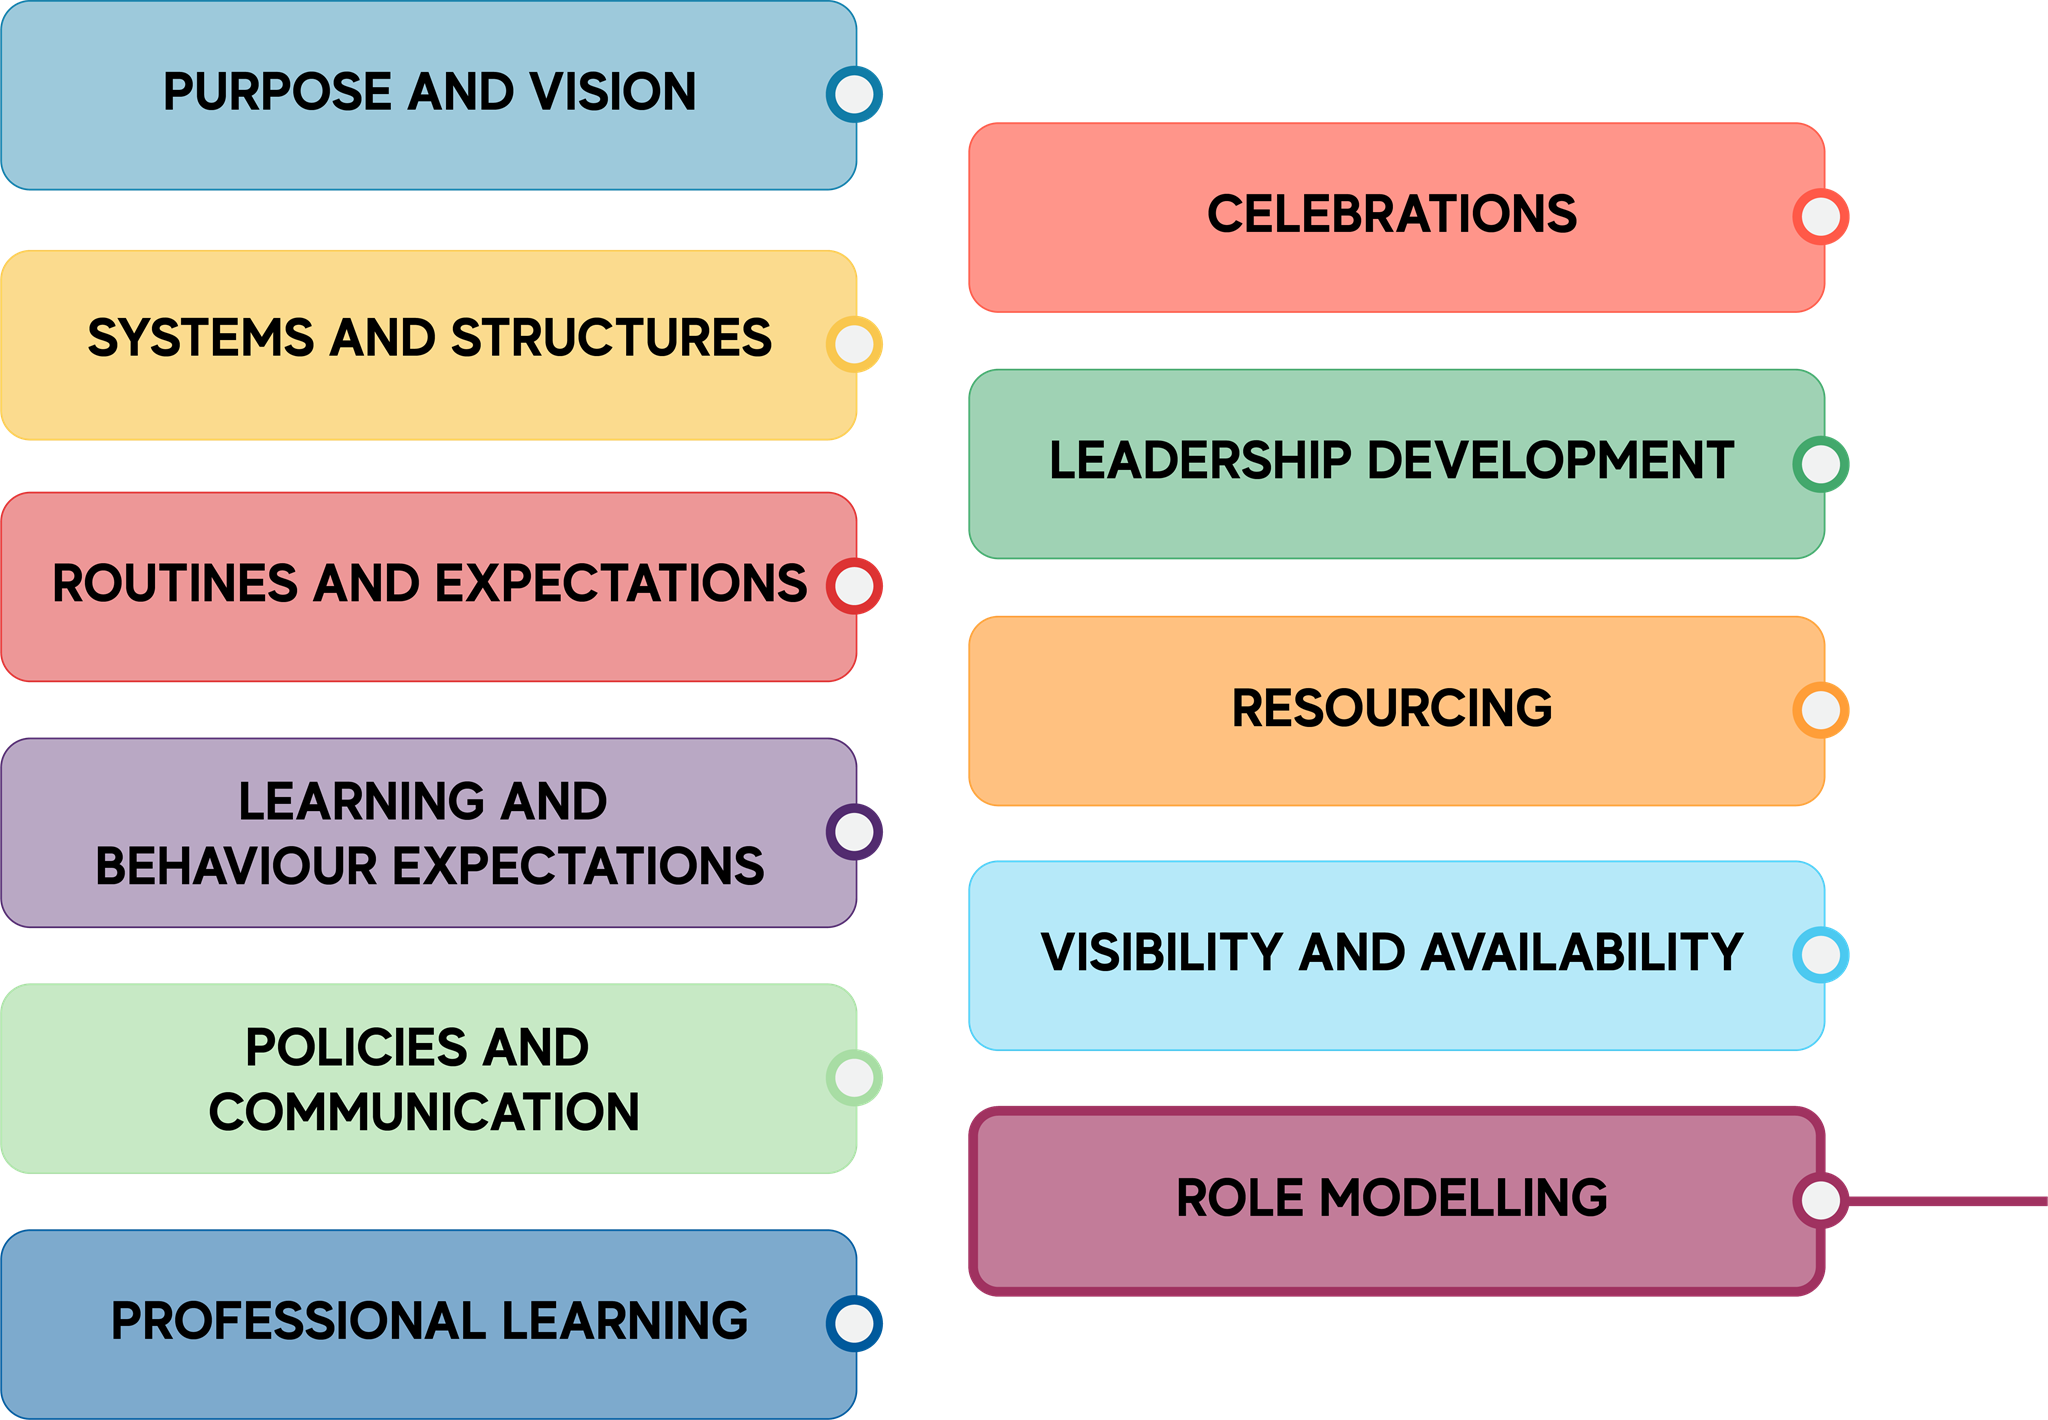 PURPOSE AND VISION
SYSTEMS AND STRUCTURES
ROUTINES AND EXPECTATIONS
LEARNING AND
BEHAVIOUR EXPECTATIONS
POLICIES AND
COMMUNICATION
PROFESSIONAL LEARNING
CELEBRATIONS
LEADERSHIP DEVELOPMENT
RESOURCING
VISIBILITY AND AVAILABILITY
ROLE MODELLING